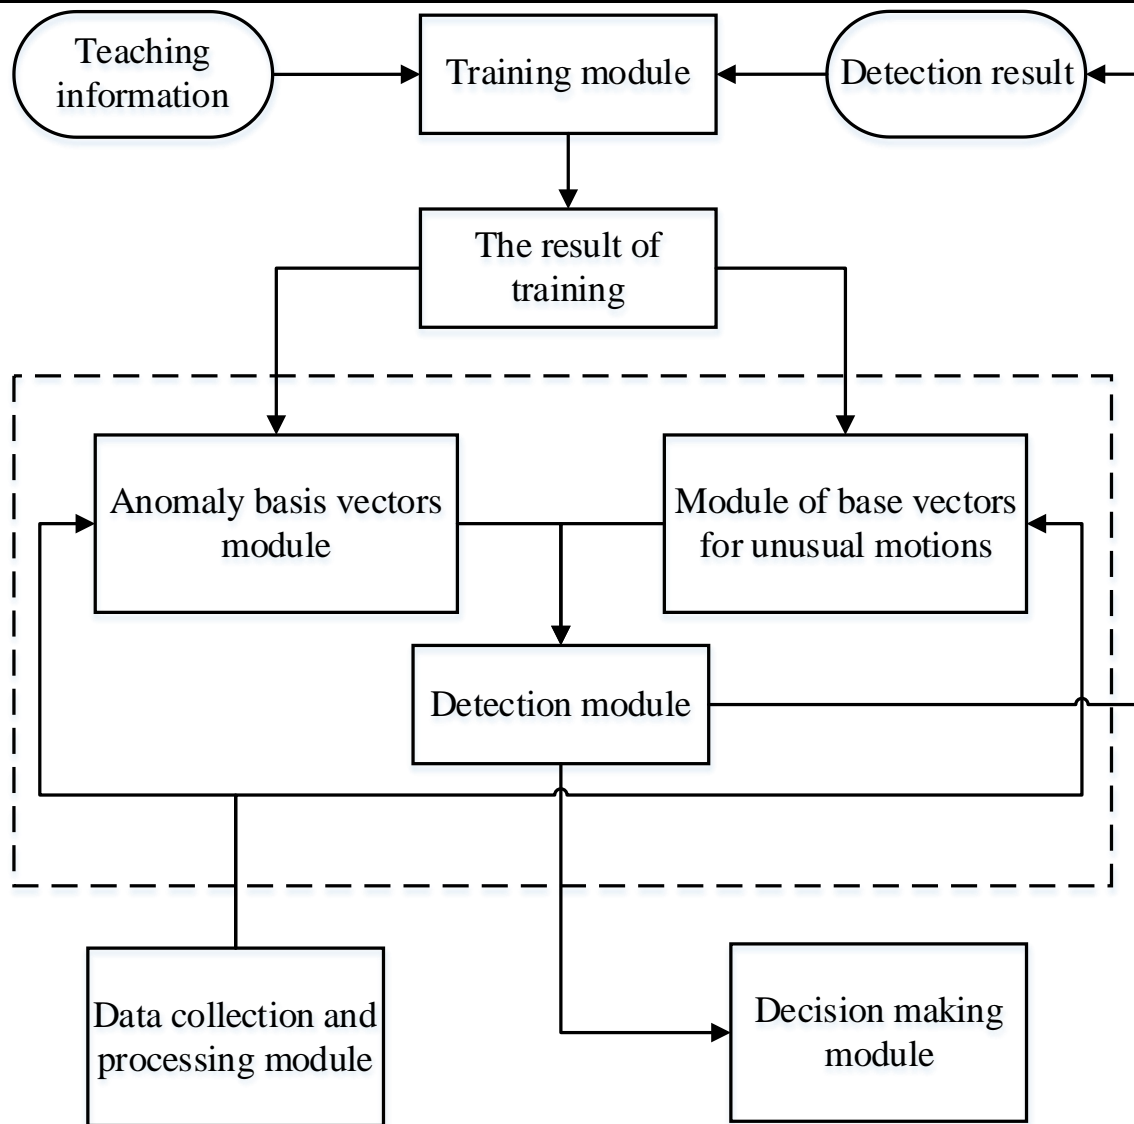 Teaching
information
Training module
Detection result
The result of
training
Anomaly basis vectors
module
Module of base vectors
for unusual motions
Detection module
Data collection and
processing module
Decision making
module